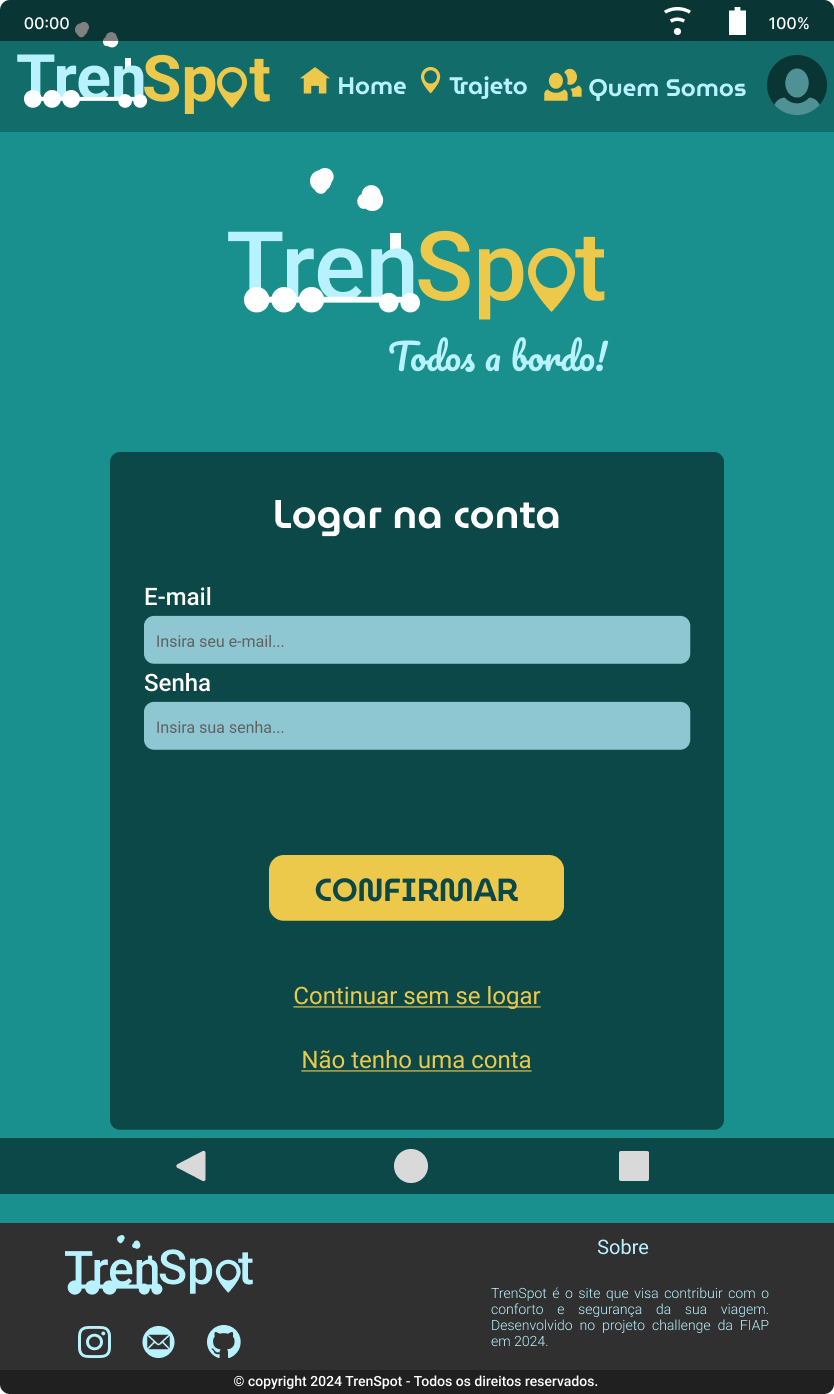 00:00
100%
TrenSpot
Home
Trajeto
Quem Somos
TrenSpot
Todos a bordo!
Logar na conta
E-mail
Insira seu e-mail...
Senha
Insira sua senha...
CONFIRMAR
Continuar sem se logar
Não tenho uma conta
TrenSpot
Sobre
TrenSpot é o site que visa contribuir com o
conforto e segurança da sua viagem.
Desenvolvido no projeto challenge da FIAP
em 2024.
© copyright 2024 TrenSpot - Todos os direitos reservados.